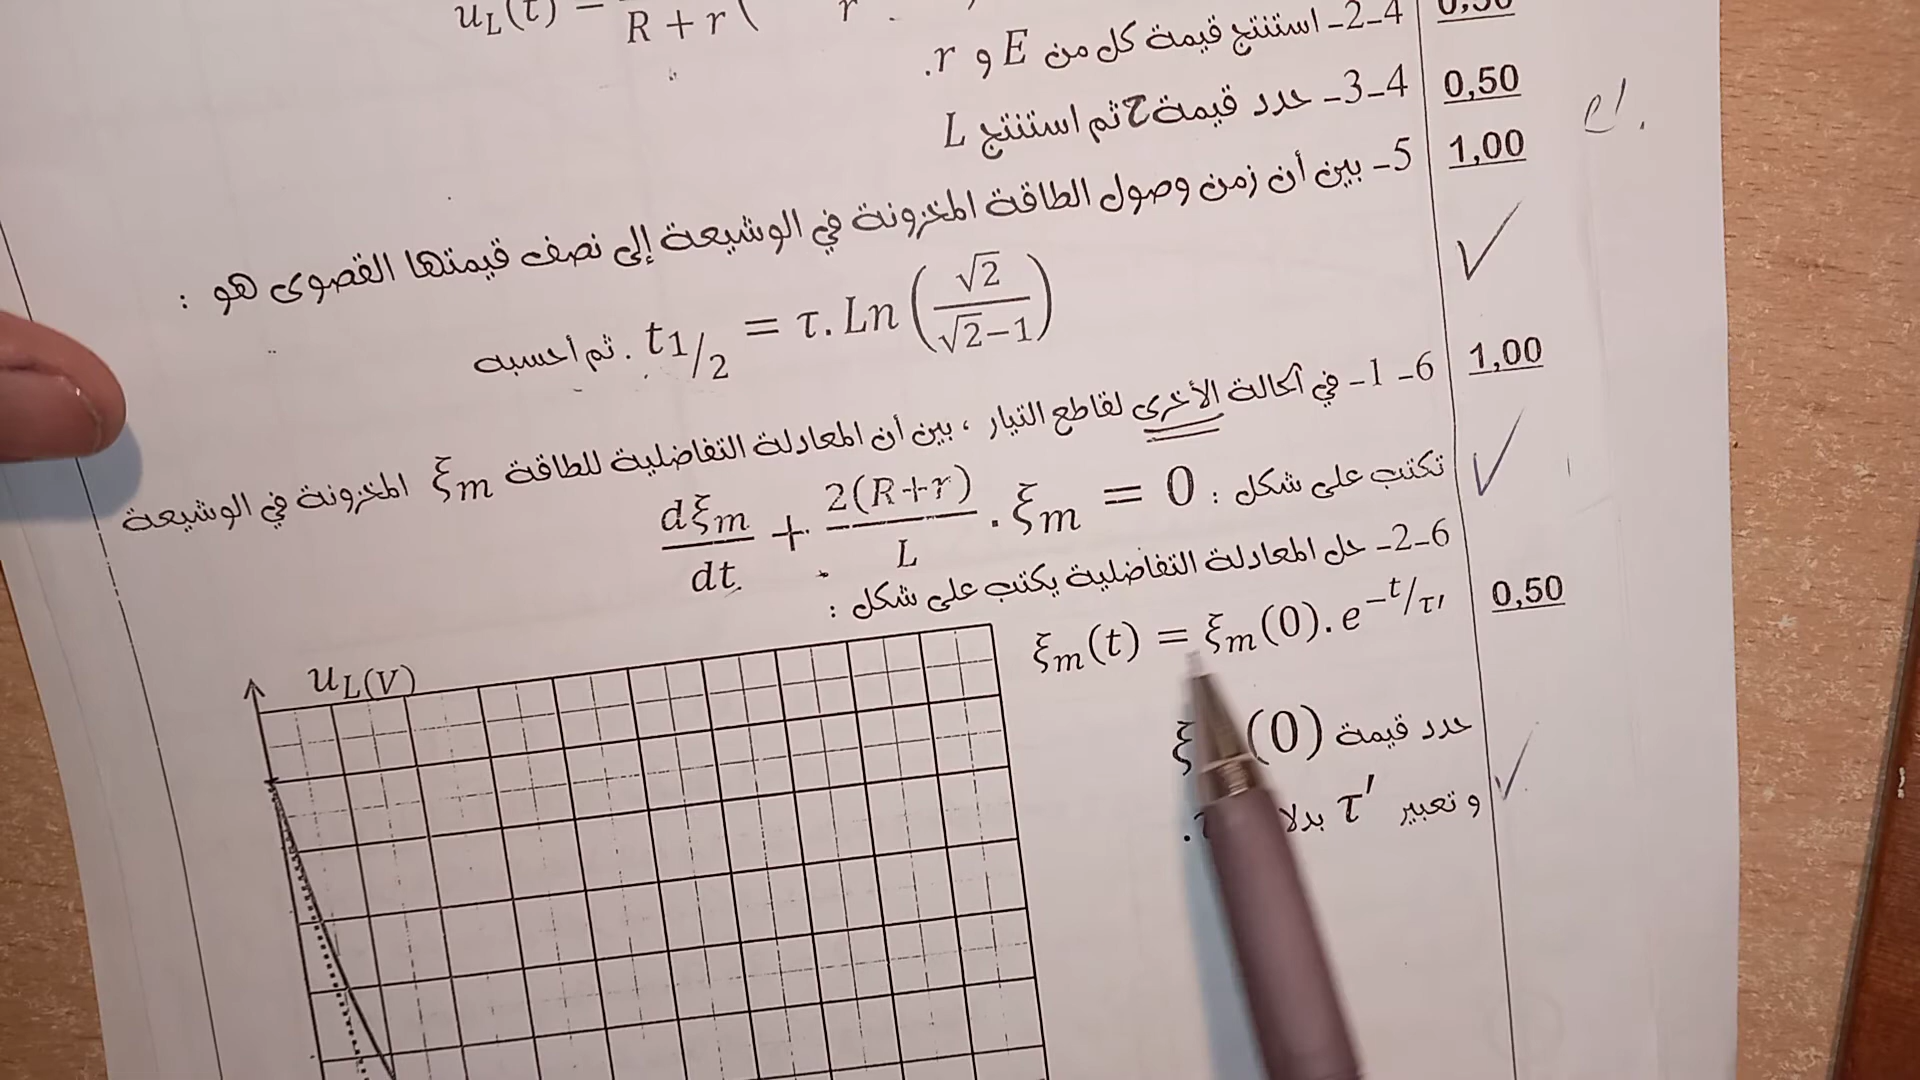 u_L(t) = R + r ( r .
4-2- استنتج قيمة كل من E و r.
0,50
4-3- حدد قيمة τ ثم استنتج L
0,50
5- بين أن زمن وصول الطاقة المخزونة في الوشيعة إلى نصف قيمتها القصوى هو :
1,00
t1/2 = τ. Ln (√2 / √2−1) . ثم أحسبه
6-1- في الحالة الأخرى لقاطع التيار ، بين أن المعادلة التفاضلية للطاقة ξm المخزونة في الوشيعة
1,00
تكتب على شكل : dξm/dt + 2(R+r)/L . ξm = 0
6-2- حل المعادلة التفاضلية يكتب على شكل :
0,50
ξm(t) = ξm(0). e^−t/τ′
حدد قيمة ξ (0)
و تعبير τ′ بدلا .
u_L(V)